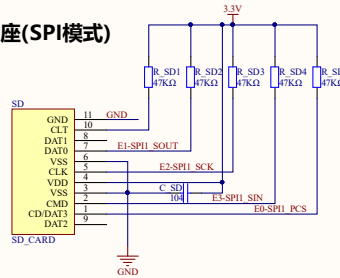 座(SPI模式)
3.3V
R_SD1
47KΩ
R_SD2
47KΩ
R_SD3
47KΩ
R_SD4
47KΩ
R_SD
47KΩ
SD
GND 11 GND
CLT 10
DAT1 8
DAT0 7 E1-SPI1_SOUT
VSS 6
CLK 5 E2-SPI1_SCK
VDD 4
VSS 3 C_SD
CMD 2 104 E3-SPI1_SIN
CD/DAT3 1 E0-SPI1_PCS
DAT2 9
SD_CARD
GND